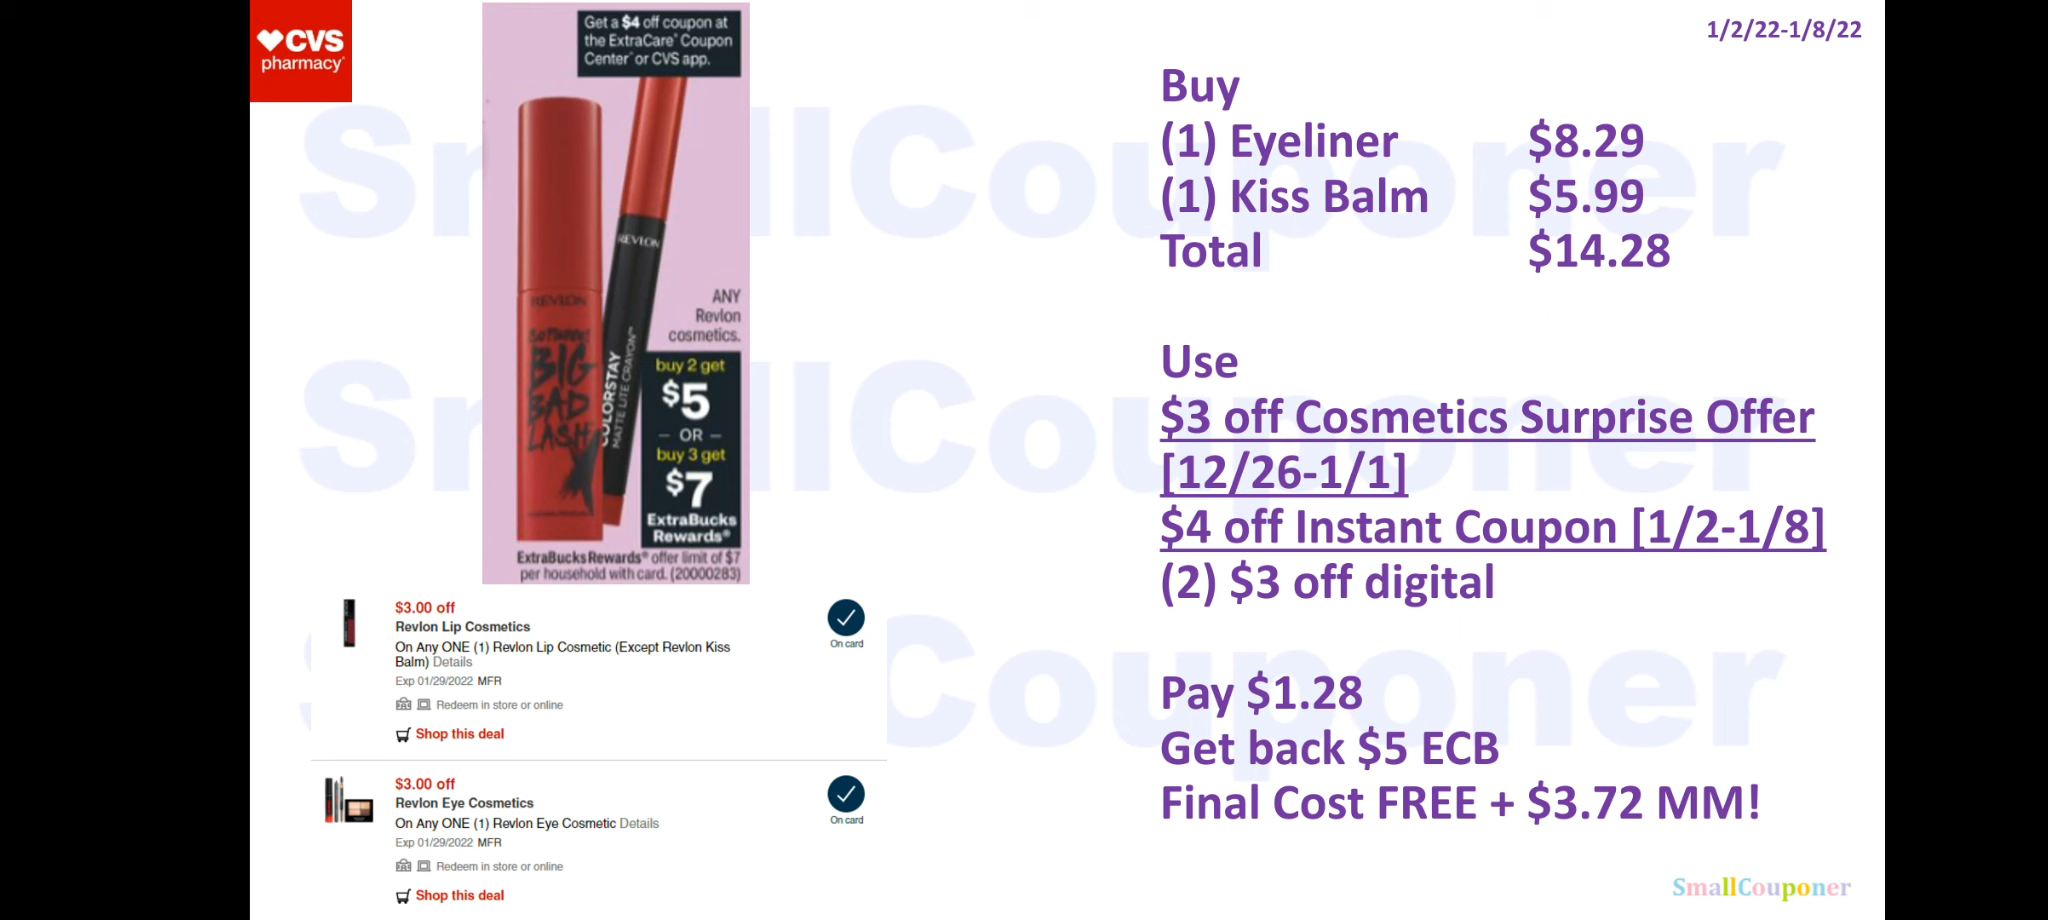 CVS
pharmacy
Get a $4 off coupon at
the ExtraCare® Coupon
Center® or CVS app.
REVLON
REVLON
BIG
BAD
LASH
COLORSTAY
MATTE LITE CRAYON™
ANY
Revlon
cosmetics.
buy 2 get
$5
– OR –
buy 3 get
$7
ExtraBucks
Rewards®
ExtraBucks Rewards® offer limit of $7
per household with card. (20000283)
$3.00 off
Revlon Lip Cosmetics
On Any ONE (1) Revlon Lip Cosmetic (Except Revlon Kiss
Balm) Details
Exp 01/29/2022 MFR
Redeem in store or online
Shop this deal
On card
$3.00 off
Revlon Eye Cosmetics
On Any ONE (1) Revlon Eye Cosmetic Details
Exp 01/29/2022 MFR
Redeem in store or online
Shop this deal
On card
1/2/22-1/8/22
Buy
(1) Eyeliner $8.29
(1) Kiss Balm $5.99
Total $14.28
Use
$3 off Cosmetics Surprise Offer
[12/26-1/1]
$4 off Instant Coupon [1/2-1/8]
(2) $3 off digital
Pay $1.28
Get back $5 ECB
Final Cost FREE + $3.72 MM!
SmallCouponer
SmallCouponer
SmallCouponer
SmallCouponer